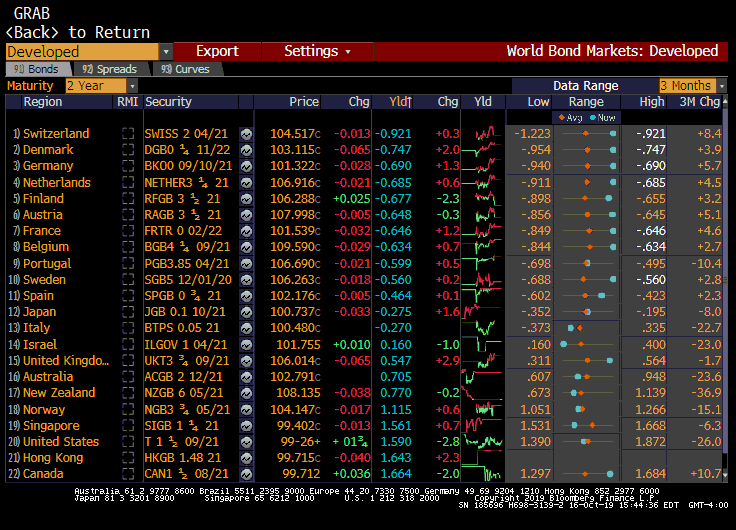 GRAB
<Back> to Return
Developed Export Settings World Bond Markets: Developed
91) Bonds 92) Spreads 93) Curves
Maturity 2 Year Data Range 3 Months
Region RMI Security Price Chg Yld↑ Chg Yld Low Range High 3M Chg
Avg Now
1) Switzerland SWISS 2 04/21 104.517c -0.013 -0.921 +0.3 -1.223 -.921 +8.4
2) Denmark DGBO ¼ 11/22 103.115c -0.065 -0.747 +2.0 -.954 -.747 +3.9
3) Germany BKO0 09/10/21 101.322c -0.028 -0.690 +1.3 -.940 -.690 +5.7
4) Netherlands NETHER3 ¼ 21 106.916c -0.021 -0.685 +0.6 -.911 -.685 +4.5
5) Finland RFGB 3 ½ 21 106.288c +0.025 -0.677 -2.3 -.898 -.655 +3.2
6) Austria RAGB 3 ½ 21 107.998c -0.005 -0.648 -0.3 -.856 -.645 +5.1
7) France FRTR 0 02/22 101.539c -0.032 -0.646 +1.2 -.849 -.646 +4.6
8) Belgium BGB4 ¼ 09/21 109.590c -0.029 -0.634 +0.7 -.844 -.634 +2.7
9) Portugal PGB3.85 04/21 106.690c -0.021 -0.599 +0.5 -.698 -.495 -10.4
10) Sweden SGB5 12/01/20 106.263c -0.018 -0.560 +0.2 -.688 -.560 +2.8
11) Spain SPGB 0 ¾ 21 102.176c -0.005 -0.464 +0.1 -.602 -.423 +2.3
12) Japan JGB 0.1 10/21 100.737c -0.033 -0.275 +1.6 -.352 -.195 -8.0
13) Italy BTPS 0.05 21 100.480c -0.270 -.373 .335 -22.7
14) Israel ILGOV 1 04/21 101.755 +0.010 0.160 -1.0 .160 .400 -23.0
15) United Kingdo… UKT3 ¾ 09/21 106.014c -0.065 0.547 +2.9 .311 .564 -1.7
16) Australia ACGB 2 12/21 102.791c 0.705 .607 .948 -23.6
17) New Zealand NZGB 6 05/21 108.135 -0.038 0.770 -0.2 .673 1.139 -36.9
18) Norway NGB3 ¾ 05/21 104.147c -0.017 1.115 +0.6 1.051 1.266 -15.1
19) Singapore SIGB 1 ¼ 21 99.402c -0.013 1.561 +0.7 1.531 1.668 -6.3
20) United States T 1 ½ 09/21 99-26+ + 01¾ 1.590 -2.8 1.390 1.872 -26.0
21) Hong Kong HKGB 1.48 21 99.715c -0.040 1.643 +2.3
22) Canada CAN1 ½ 08/21 99.712 +0.036 1.664 -2.0 1.297 1.684 +10.7
Australia 61 2 9777 8600 Brazil 5511 2395 9000 Europe 44 20 7330 7500 Germany 49 69 9204 1210 Hong Kong 852 2977 6000
Japan 81 3 3201 8900 Singapore 65 6212 1000 U.S. 1 212 318 2000 Copyright 2019 Bloomberg Finance L.P.
SN 185696 H698-3139-2 16-Oct-19 15:44:36 EDT GMT-4:00